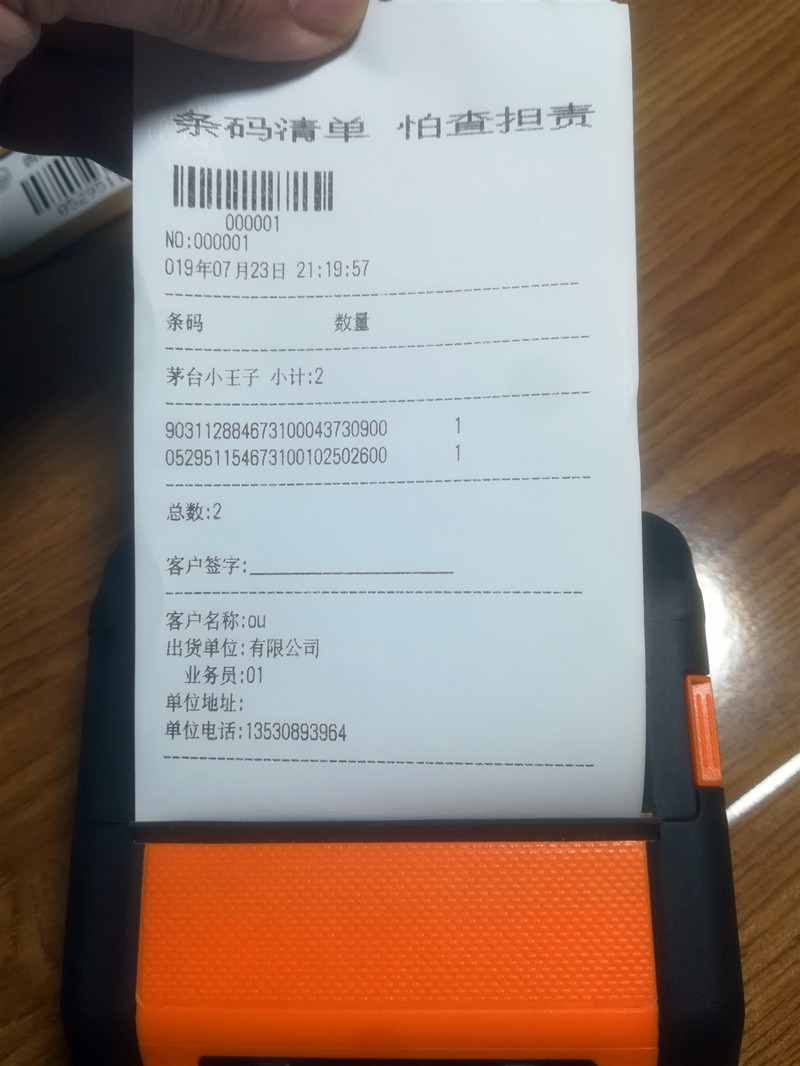 条码清单 怕查担责
000001
NO:000001
019年07月23日 21:19:57
条码 数量
茅台小王子 小计:2
903112884673100043730900 1
052951154673100102502600 1
总数:2
客户签字:
客户名称:ou
出货单位:有限公司
业务员:01
单位地址:
单位电话:13530893964